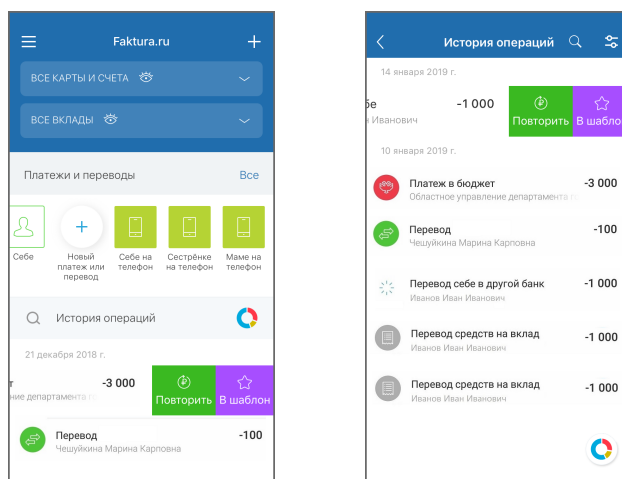 Faktura.ru
ВСЕ КАРТЫ И СЧЕТА
ВСЕ ВКЛАДЫ
Платежи и переводы Все
Себе
Новый платеж или перевод
Себе на телефон
Сестрёнке на телефон
Маме на телефон
История операций
21 декабря 2018 г.
-3 000
Повторить В шаблон
Перевод -100
Чешуйкина Марина Карповна
История операций
14 января 2019 г.
-1 000
Иванович
Повторить В шабло
10 января 2019 г.
Платеж в бюджет -3 000
Областное управление департамента
Перевод -100
Чешуйкина Марина Карповна
Перевод себе в другой банк -1 000
Иванов Иван Иванович
Перевод средств на вклад -1 000
Иванов Иван Иванович
Перевод средств на вклад -1 000
Иванов Иван Иванович